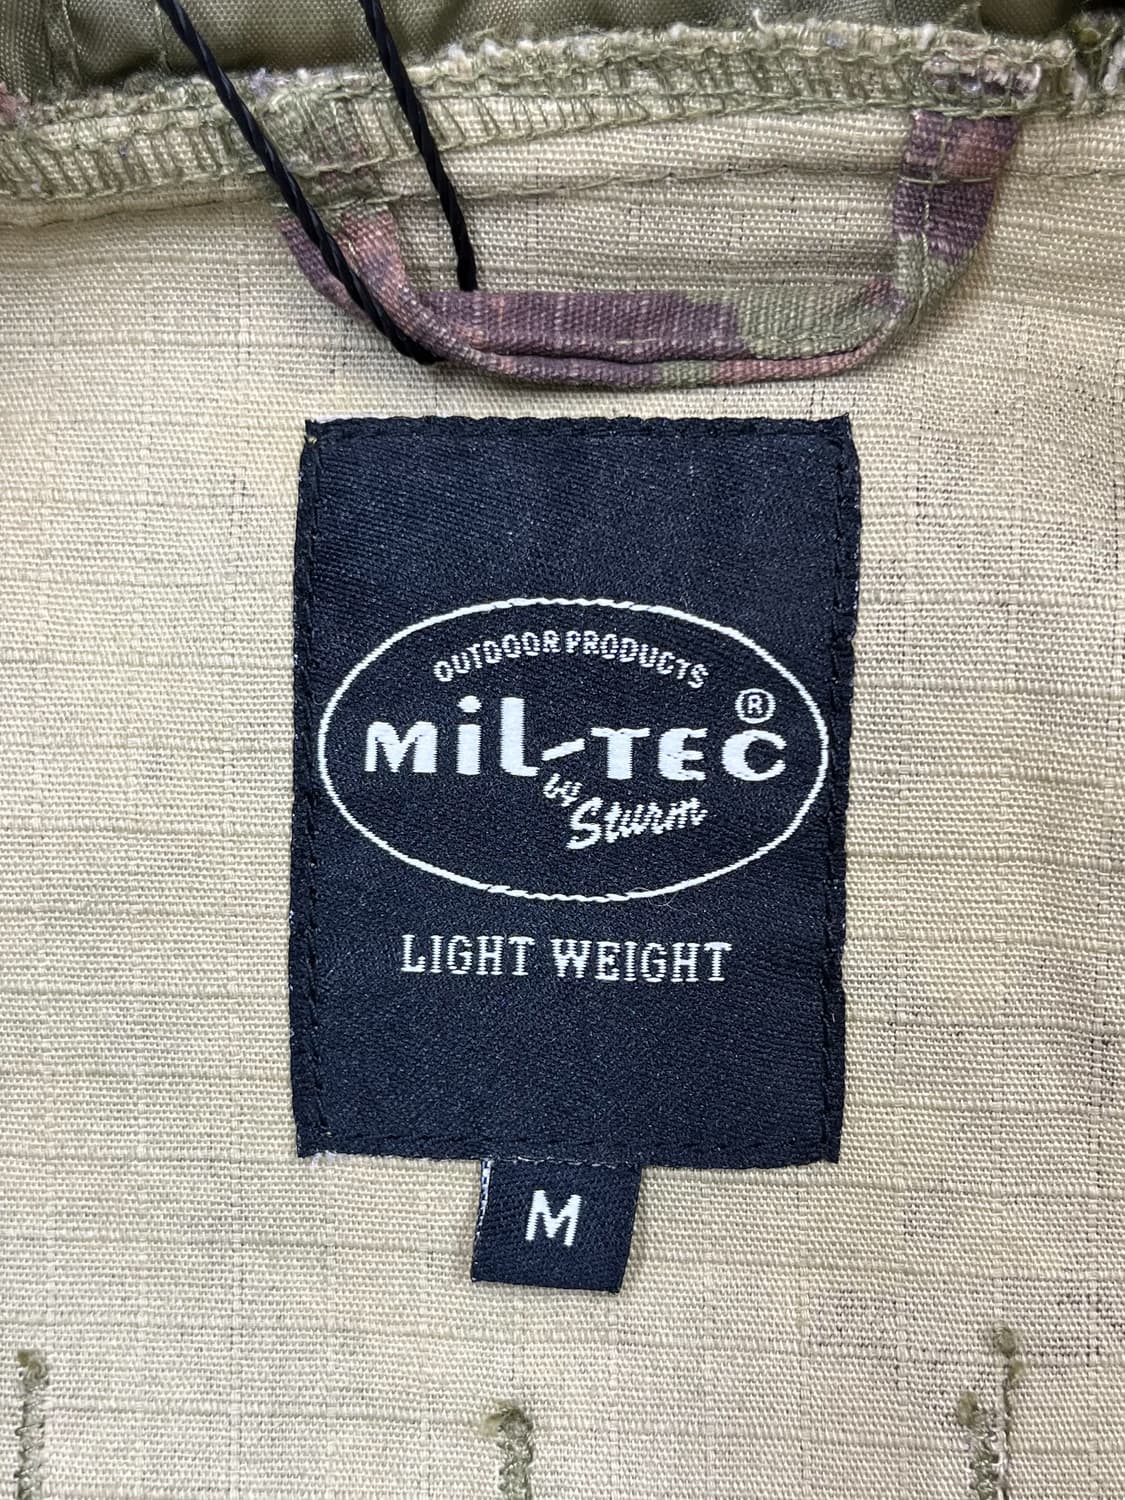 OUTDOOR PRODUCTS
MiL-TEC ®
by
Sturm
LIGHT WEIGHT
M